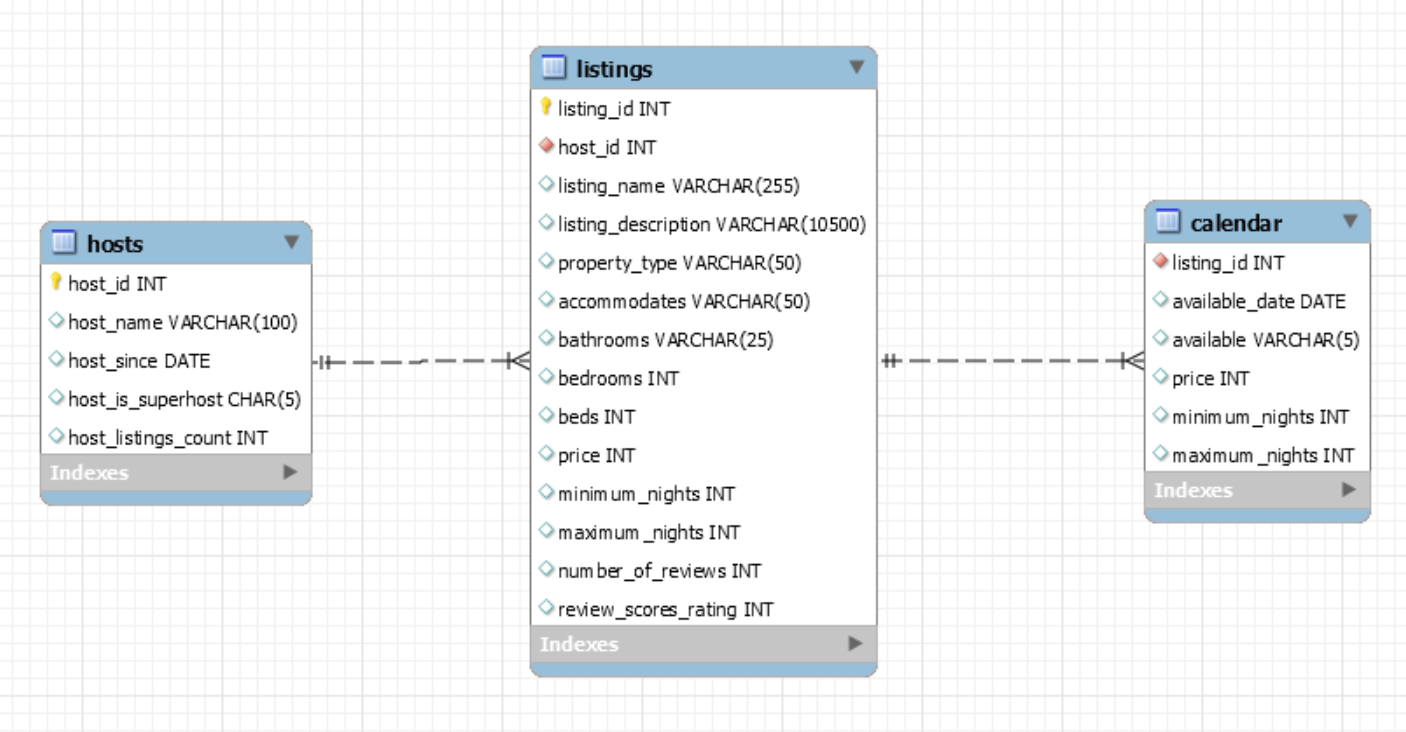 hosts
host_id INT
host_name VARCHAR(100)
host_since DATE
host_is_superhost CHAR(5)
host_listings_count INT
Indexes
listings
listing_id INT
host_id INT
listing_name VARCHAR(255)
listing_description VARCHAR(10500)
property_type VARCHAR(50)
accommodates VARCHAR(50)
bathrooms VARCHAR(25)
bedrooms INT
beds INT
price INT
minimum_nights INT
maximum_nights INT
number_of_reviews INT
review_scores_rating INT
Indexes
calendar
listing_id INT
available_date DATE
available VARCHAR(5)
price INT
minimum_nights INT
maximum_nights INT
Indexes